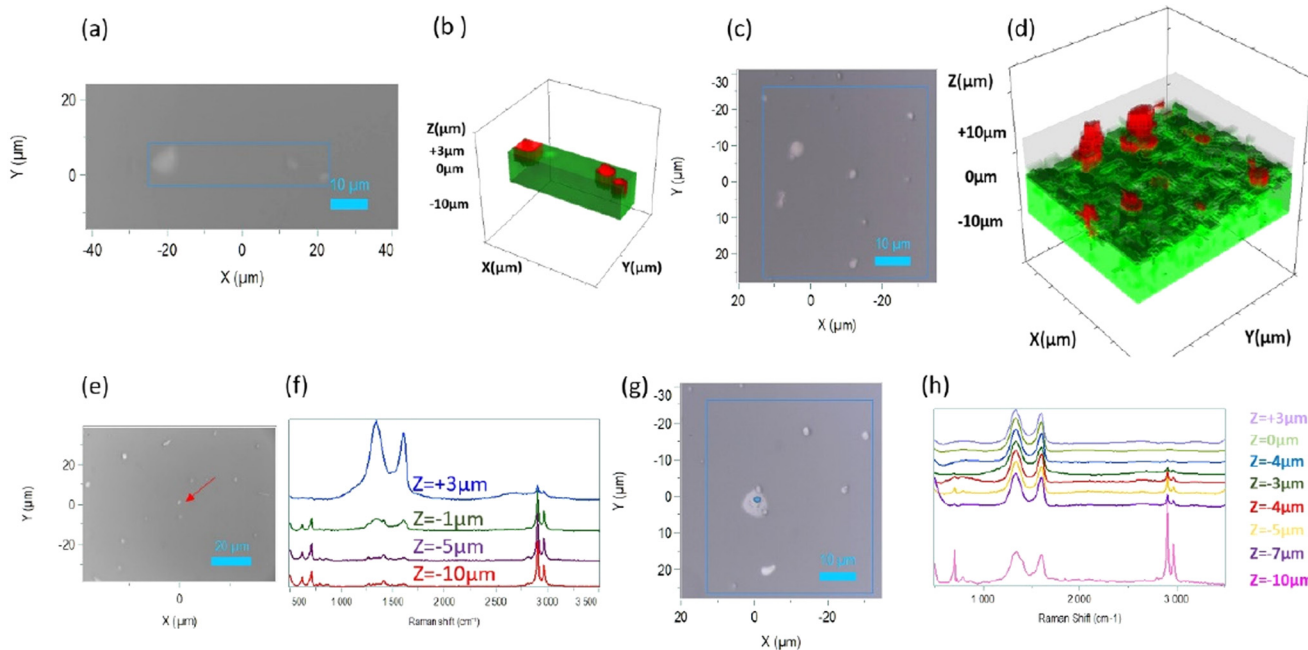 (a)
20
0
Y (µm)
10 µm
-40
-20
0
20
40
X (µm)
(b)
Z(µm)
+3µm
0µm
-10µm
X(µm)
Y(µm)
(c)
-30
-20
-10
0
10
20
Y (µm)
10 µm
20
0
-20
X (µm)
(d)
Z(µm)
+10µm
0µm
-10µm
X(µm)
Y(µm)
(e)
20
0
-20
Y (µm)
20 µm
0
X (µm)
(f)
Z=+3µm
Z=-1µm
Z=-5µm
Z=-10µm
500
1 000
1 500
2 000
2 500
3 000
3 500
Raman shift (cm⁻¹)
(g)
-30
-20
-10
0
10
20
Y (µm)
10 µm
20
0
-20
X (µm)
(h)
Z=+3µm
Z=0µm
Z=-4µm
Z=-3µm
Z=-4µm
Z=-5µm
Z=-7µm
Z=-10µm
1 000
2 000
3 000
Raman Shift (cm-1)